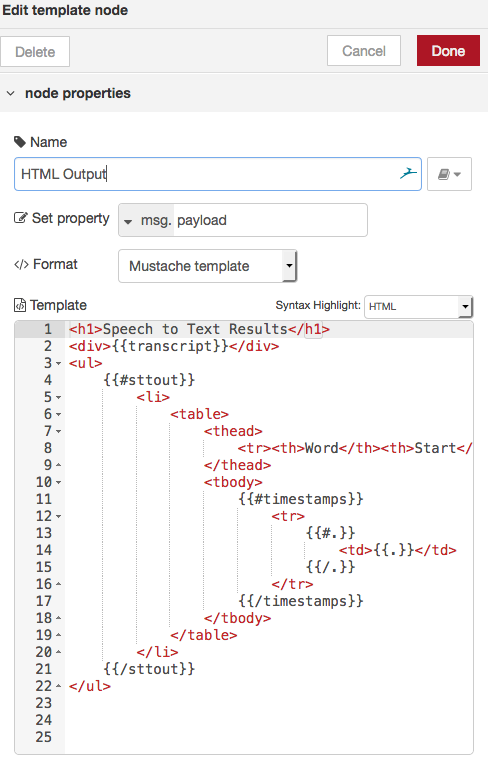 Edit template node
Delete
Cancel
Done
node properties
Name
HTML Output
Set property
msg. payload
</> Format
Mustache template
Template
Syntax Highlight: HTML
1 <h1>Speech to Text Results</h1>
2 <div>{{transcript}}</div>
3 <ul>
4 {{#sttout}}
5 <li>
6 <table>
7 <thead>
8 <tr><th>Word</th><th>Start</
9 </thead>
10 <tbody>
11 {{#timestamps}}
12 <tr>
13 {{#.}}
14 <td>{{.}}</td>
15 {{/.}}
16 </tr>
17 {{/timestamps}}
18 </tbody>
19 </table>
20 </li>
21 {{/sttout}}
22 </ul>
23
24
25